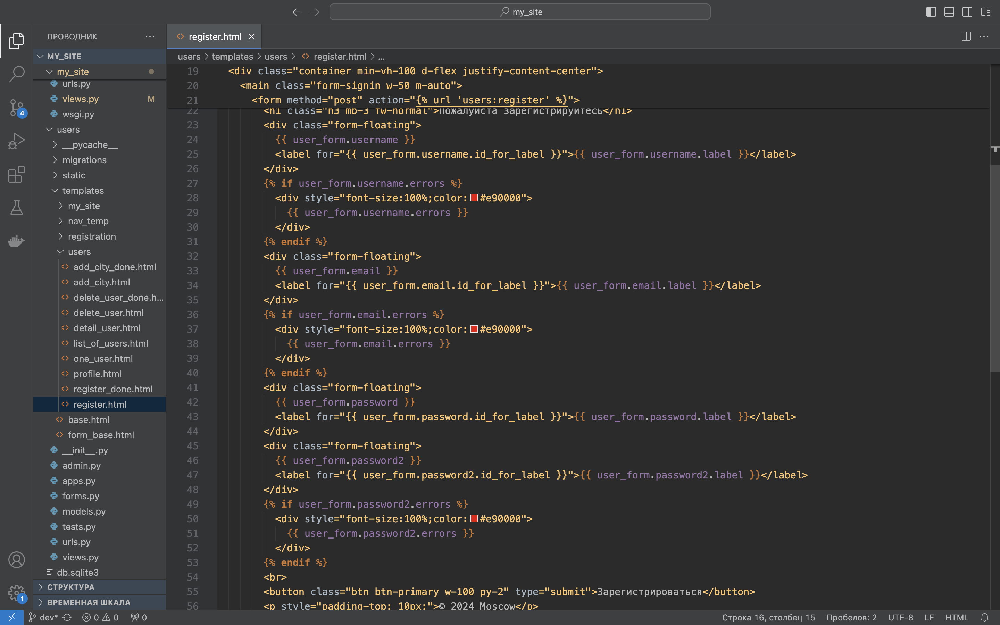 my_site
ПРОВОДНИК
MY_SITE
my_site
urls.py
views.py M
wsgi.py
users
__pycache__
migrations
static
templates
my_site
nav_temp
registration
users
add_city_done.html
add_city.html
delete_user_done.h...
delete_user.html
detail_user.html
list_of_users.html
one_user.html
profile.html
register_done.html
register.html
base.html
form_base.html
__init__.py
admin.py
apps.py
forms.py
models.py
tests.py
urls.py
views.py
db.sqlite3
СТРУКТУРА
ВРЕМЕННАЯ ШКАЛА
4
1
register.html
users > templates > users > register.html > ...
19 <div class="container min-vh-100 d-flex justify-content-center">
20 <main class="form-signin w-50 m-auto">
21 <form method="post" action="{% url 'users:register' %}">
22 <h1 class="h3 mb-3 fw-normal">Пожалуйста зарегистрируйтесь</h1>
23 <div class="form-floating">
24 {{ user_form.username }}
25 <label for="{{ user_form.username.id_for_label }}">{{ user_form.username.label }}</label>
26 </div>
27 {% if user_form.username.errors %}
28 <div style="font-size:100%;color:#e90000">
29 {{ user_form.username.errors }}
30 </div>
31 {% endif %}
32 <div class="form-floating">
33 {{ user_form.email }}
34 <label for="{{ user_form.email.id_for_label }}">{{ user_form.email.label }}</label>
35 </div>
36 {% if user_form.email.errors %}
37 <div style="font-size:100%;color:#e90000">
38 {{ user_form.email.errors }}
39 </div>
40 {% endif %}
41 <div class="form-floating">
42 {{ user_form.password }}
43 <label for="{{ user_form.password.id_for_label }}">{{ user_form.password.label }}</label>
44 </div>
45 <div class="form-floating">
46 {{ user_form.password2 }}
47 <label for="{{ user_form.password2.id_for_label }}">{{ user_form.password2.label }}</label>
48 </div>
49 {% if user_form.password2.errors %}
50 <div style="font-size:100%;color:#e90000">
51 {{ user_form.password2.errors }}
52 </div>
53 {% endif %}
54 <br>
55 <button class="btn btn-primary w-100 py-2" type="submit">Зарегистрироваться</button>
56 <p style="padding-top: 10px;">© 2024 Moscow</p>
dev* 0 0 0 Строка 16, столбец 15 Пробелов: 2 UTF-8 LF HTML